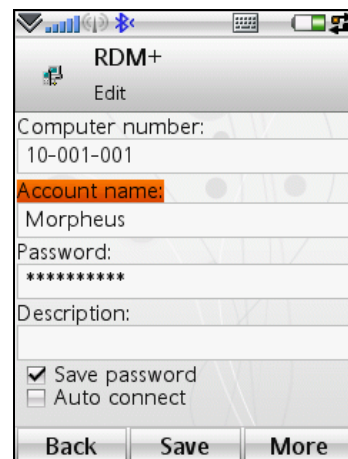 RDM+
Edit
Computer number:
10-001-001
Account name:
Morpheus
Password:
**********
Description:
Save password
Auto connect
Back Save More